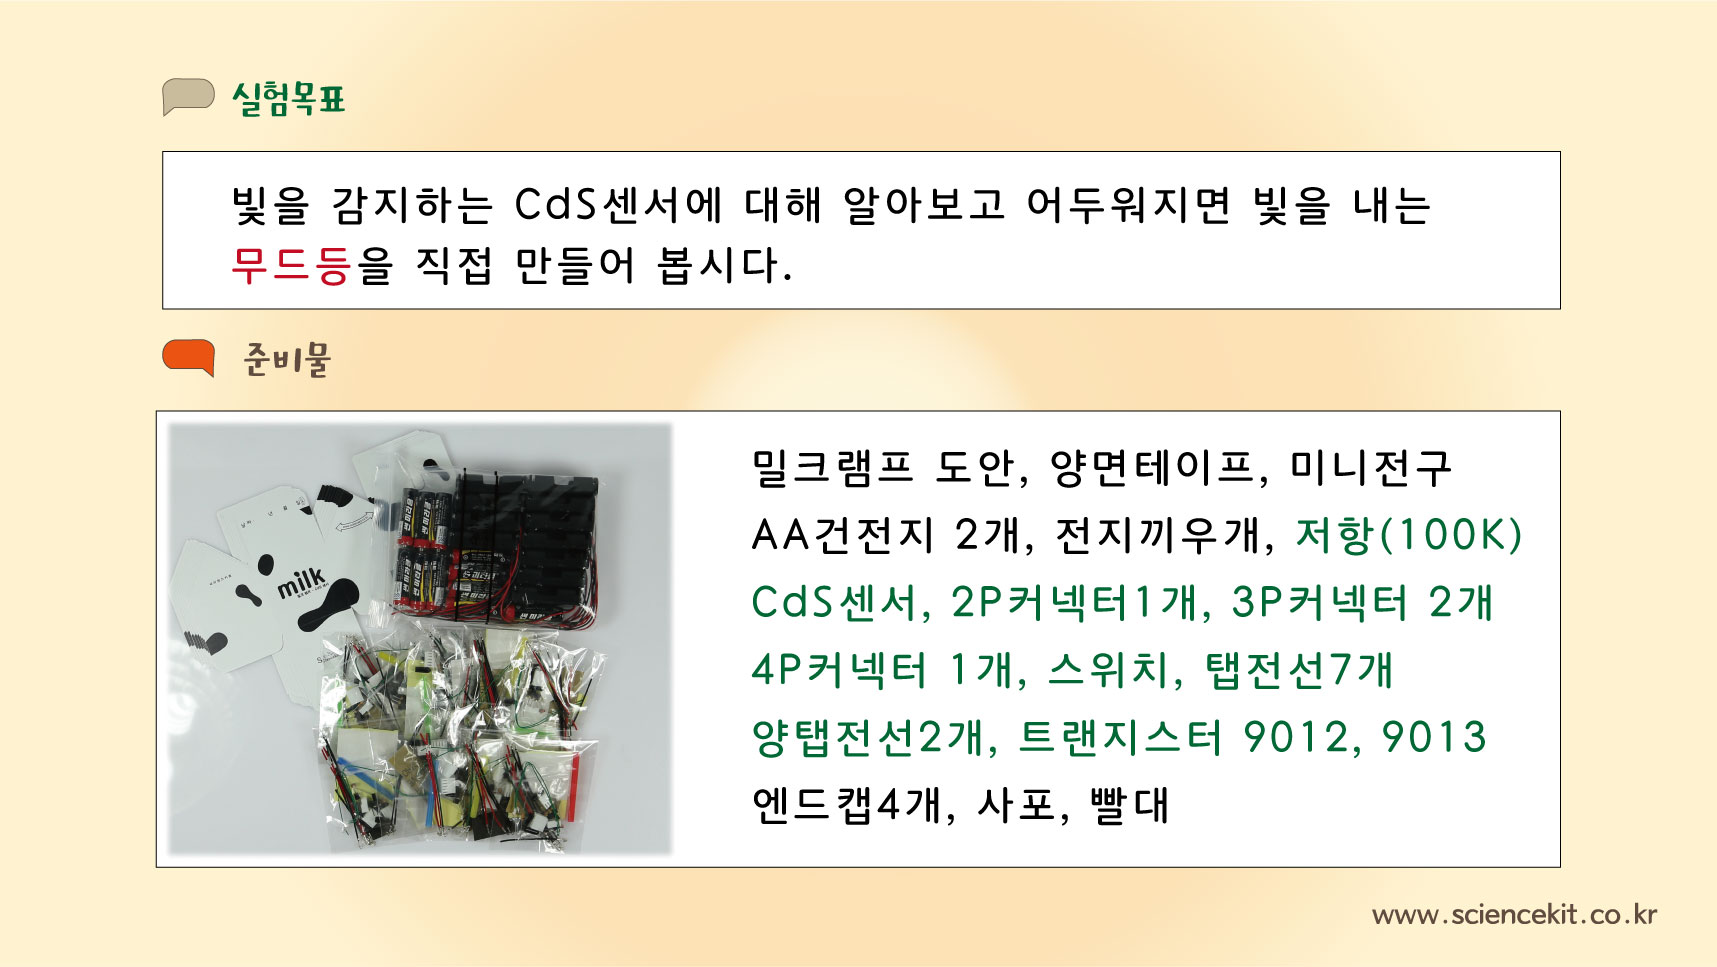 실험목표
빛을 감지하는 CdS센서에 대해 알아보고 어두워지면 빛을 내는
무드등을 직접 만들어 봅시다.
준비물
밀크램프 도안, 양면테이프, 미니전구
AA건전지 2개, 전지끼우개, 저항(100K)
CdS센서, 2P커넥터1개, 3P커넥터 2개
4P커넥터 1개, 스위치, 탭전선7개
양탭전선2개, 트랜지스터 9012, 9013
엔드캡4개, 사포, 빨대
milk
www.sciencekit.co.kr